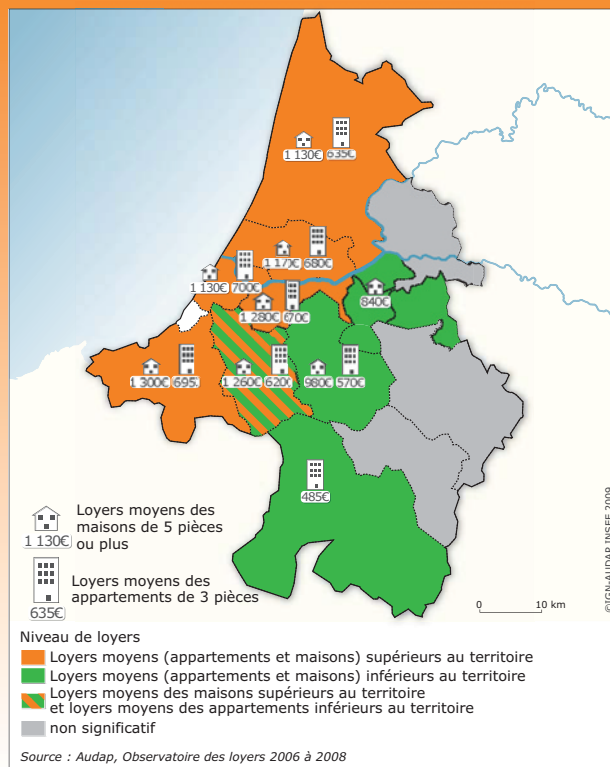 1 130€ 635€
1 170€ 680€
1 130€ 700€
840€
1 280€ 670€
1 300€ 695
1 260€ 620€
980€ 570€
485€
Loyers moyens des
maisons de 5 pièces
ou plus
1 130€
Loyers moyens des
appartements de 3 pièces
635€
0 10 km
©IGN-AUDAP INSEE 2009
Niveau de loyers
Loyers moyens (appartements et maisons) supérieurs au territoire
Loyers moyens (appartements et maisons) inférieurs au territoire
Loyers moyens des maisons supérieurs au territoire
et loyers moyens des appartements inférieurs au territoire
non significatif
Source : Audap, Observatoire des loyers 2006 à 2008